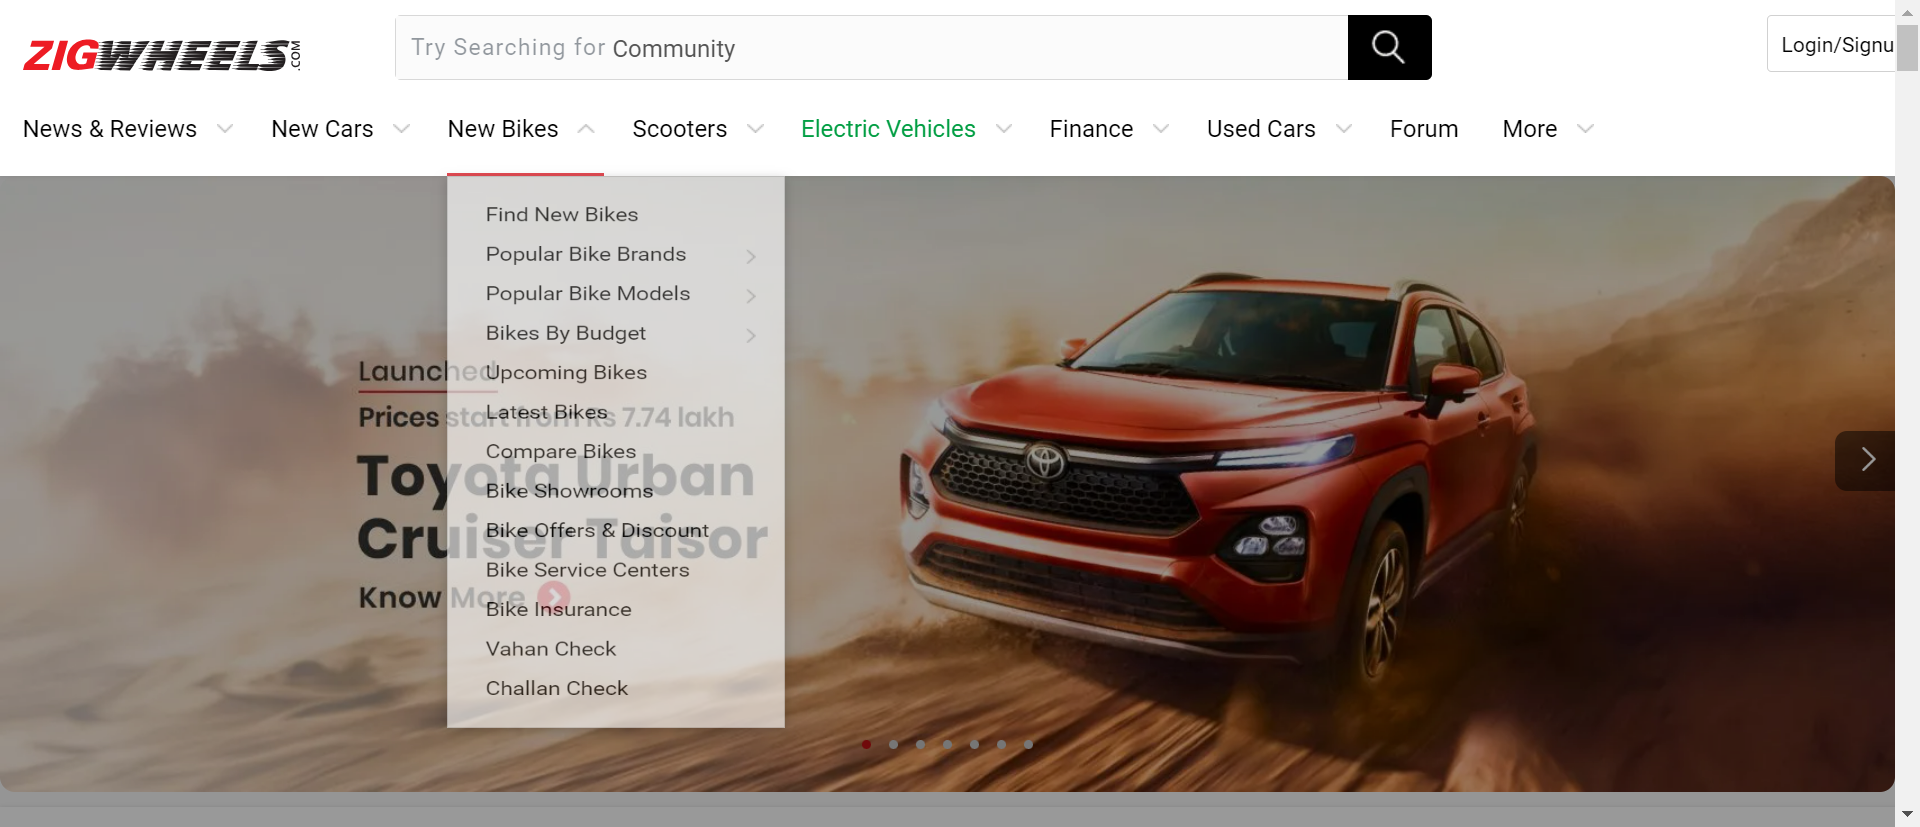 ZIGWHEELS.COM
Try Searching for Community
Login/Signu
News & Reviews
New Cars
New Bikes
Scooters
Electric Vehicles
Finance
Used Cars
Forum
More
Find New Bikes
Popular Bike Brands
Popular Bike Models
Bikes By Budget
Upcoming Bikes
Latest Bikes
Compare Bikes
Bike Showrooms
Bike Offers & Discount
Bike Service Centers
Bike Insurance
Vahan Check
Challan Check
Launched
Prices start from Rs 7.74 lakh
Toyota Urban
Cruiser Taisor
Know More